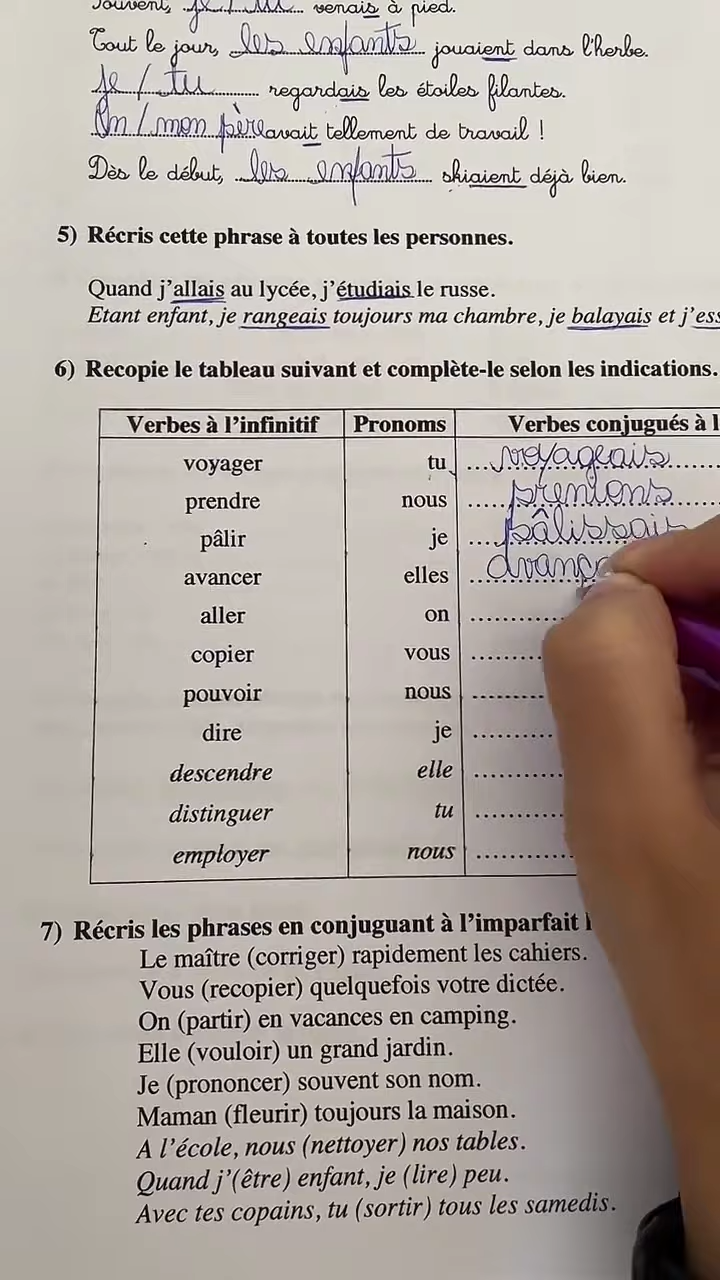 Souvent, je / tu venais à pied.
Tout le jour, les enfants jouaient dans l'herbe.
Je / tu regardais les étoiles filantes.
On / mon père avait tellement de travail !
Dès le début, les enfants skiaient déjà bien.
5) Récris cette phrase à toutes les personnes.
Quand j'allais au lycée, j'étudiais le russe.
Etant enfant, je rangeais toujours ma chambre, je balayais et j'ess
6) Recopie le tableau suivant et complète-le selon les indications.
Verbes à l'infinitif Pronoms Verbes conjugués à l
voyager tu voyageais
prendre nous prenions
pâlir je pâlissais
avancer elles avanç
aller on
copier vous
pouvoir nous
dire je
descendre elle
distinguer tu
employer nous
7) Récris les phrases en conjuguant à l'imparfait l
Le maître (corriger) rapidement les cahiers.
Vous (recopier) quelquefois votre dictée.
On (partir) en vacances en camping.
Elle (vouloir) un grand jardin.
Je (prononcer) souvent son nom.
Maman (fleurir) toujours la maison.
A l'école, nous (nettoyer) nos tables.
Quand j'(être) enfant, je (lire) peu.
Avec tes copains, tu (sortir) tous les samedis.